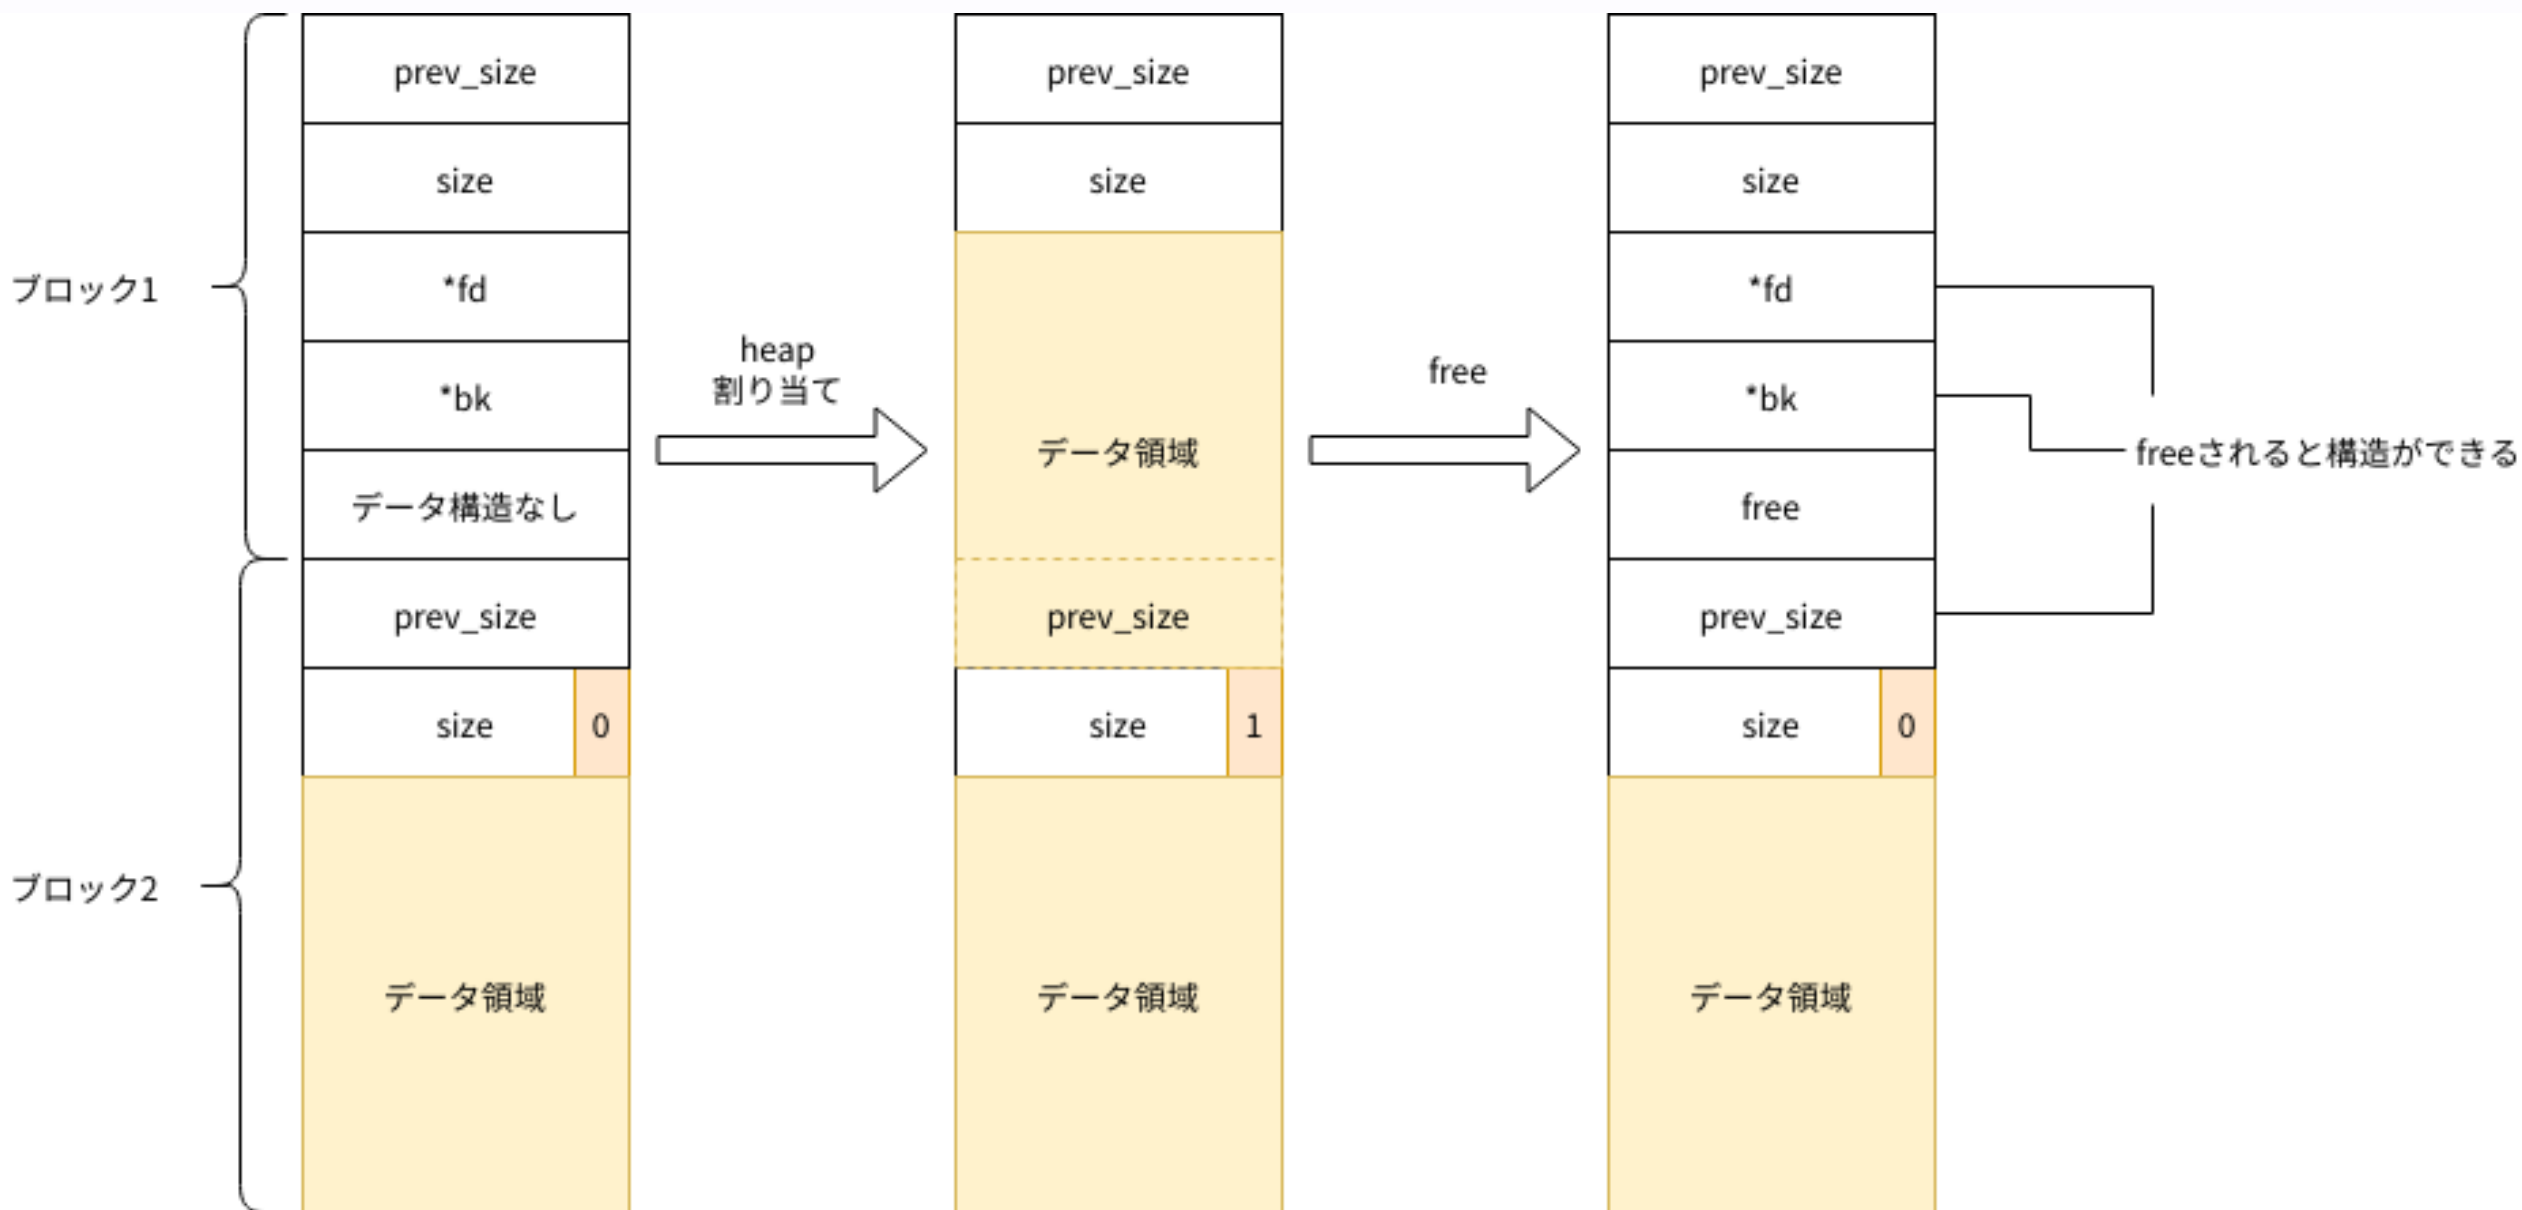 ブロック1
prev_size
size
*fd
*bk
データ構造なし
ブロック2
prev_size
size
0
データ領域
heap
割り当て
prev_size
size
データ領域
prev_size
size
1
データ領域
free
prev_size
size
*fd
*bk
free
prev_size
size
0
データ領域
freeされると構造ができる